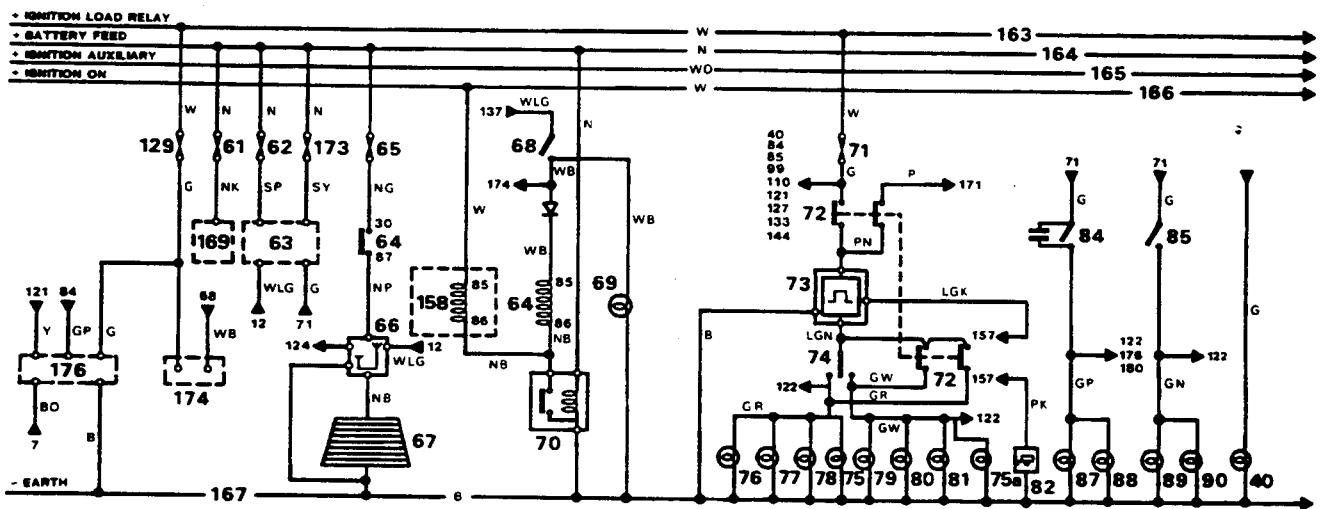 + IGNITION LOAD RELAY
+ BATTERY FEED
+ IGNITION AUXILIARY
+ IGNITION ON
W 163
N 164
WO 165
W 166
W N N N WLG N W
137
129 61 62 173 65 68 71
40
84
85
99
110
121
127
133
144
G NK SP SY NG WB G P 171
174
71 71
G G
169 63 30 64 87
W WB
72
PN
84 85
121 84 68
WLG G NP
12 71
158 85 86
64 85 86
69
73
LGK
B
G
Y GP G WB
66
124 12
WLG
NB NB
LGN
74
157
122
176
180
122
176 174
NB
70
GW 72
122 157
GR
GP GN
BO B
67
GR GW 122
PK
7
76 77 78 75 79 80 81 75a 82 87 88 89 90 40
- EARTH 167 B